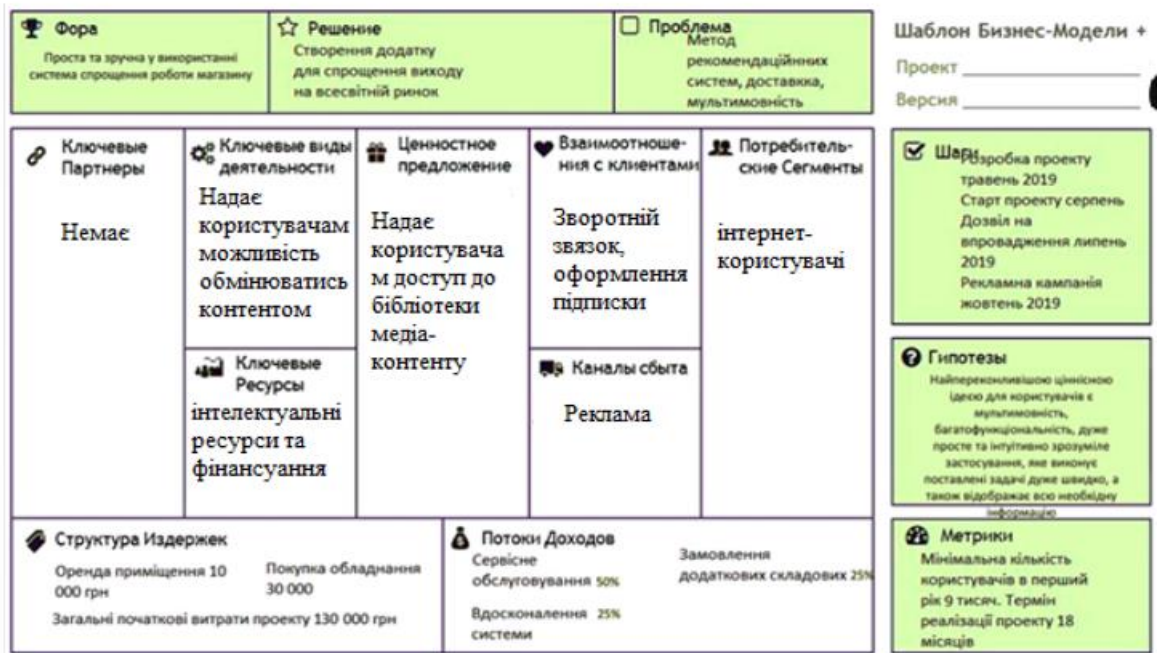 Фора
Проста та зручна у використанні
система спрощення роботи магазину
Решение
Створення додатку
для спрощення виходу
на всесвітній ринок
Проблема
Метод
рекомендаційнних
систем, доставкка,
мультимовність
Шаблон Бизнес-Модели +
Проект
Версия
Ключевые
Партнеры
Немає
Ключевые виды
деятельности
Надає
користувачам
можливість
обмінюватись
контентом
Ключевые
Ресурсы
інтелектуальні
ресурси та
фінансуання
Ценностное
предложение
Надає
користувача
м доступ до
бібліотеки
медіа-
контенту
Взаимоотноше-
ния с клиентами
Зворотній
звязок,
оформлення
підписки
Каналы сбыта
Реклама
Потребитель-
ские Сегменты
інтернет-
користувачі
Шаги
Розробка проекту
травень 2019
Старт проекту серпень
Дозвіл на
впровадження липень
2019
Рекламна кампанія
жовтень 2019
Гипотезы
Найпереконливішою ціннісною
ідеєю для користувачів є
мультимовність,
багатофункціональність, дуже
просте та інтуїтивно зрозуміле
застосування, яке виконує
поставлені задачі дуже швидко, а
також відображає всю необхідну
інформацію
Структура Издержек
Оренда приміщення 10
000 грн
Покупка обладнання
30 000
Загальні початкові витрати проекту 130 000 грн
Потоки Доходов
Сервісне
обслуговування 50%
Вдосконалення 25%
системи
Замовлення
додаткових складових 25%
Метрики
Мінімальна кількість
користувачів в перший
рік 9 тисяч. Термін
реалізації проекту 18
місяців